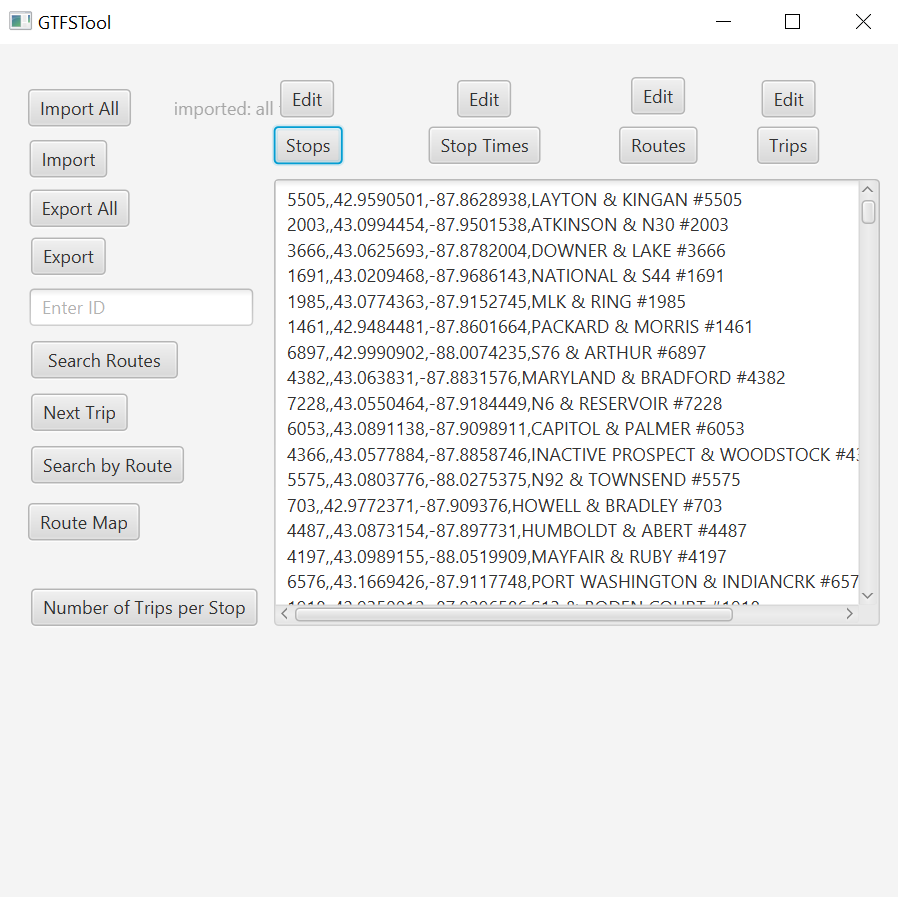 GTFSTool
Import All
imported: all
Edit
Edit
Edit
Edit
Import
Stops
Stop Times
Routes
Trips
Export All
Export
Enter ID
Search Routes
Next Trip
Search by Route
Route Map
Number of Trips per Stop
5505,,42.9590501,-87.8628938,LAYTON & KINGAN #5505
2003,,43.0994454,-87.9501538,ATKINSON & N30 #2003
3666,,43.0625693,-87.8782004,DOWNER & LAKE #3666
1691,,43.0209468,-87.9686143,NATIONAL & S44 #1691
1985,,43.0774363,-87.9152745,MLK & RING #1985
1461,,42.9484481,-87.8601664,PACKARD & MORRIS #1461
6897,,42.9990902,-88.0074235,S76 & ARTHUR #6897
4382,,43.063831,-87.8831576,MARYLAND & BRADFORD #4382
7228,,43.0550464,-87.9184449,N6 & RESERVOIR #7228
6053,,43.0891138,-87.9098911,CAPITOL & PALMER #6053
4366,,43.0577884,-87.8858746,INACTIVE PROSPECT & WOODSTOCK
5575,,43.0803776,-88.0275375,N92 & TOWNSEND #5575
703,,42.9772371,-87.909376,HOWELL & BRADLEY #703
4487,,43.0873154,-87.897731,HUMBOLDT & ABERT #4487
4197,,43.0989155,-88.0519909,MAYFAIR & RUBY #4197
6576,,43.1669426,-87.9117748,PORT WASHINGTON & INDIANCRK #657